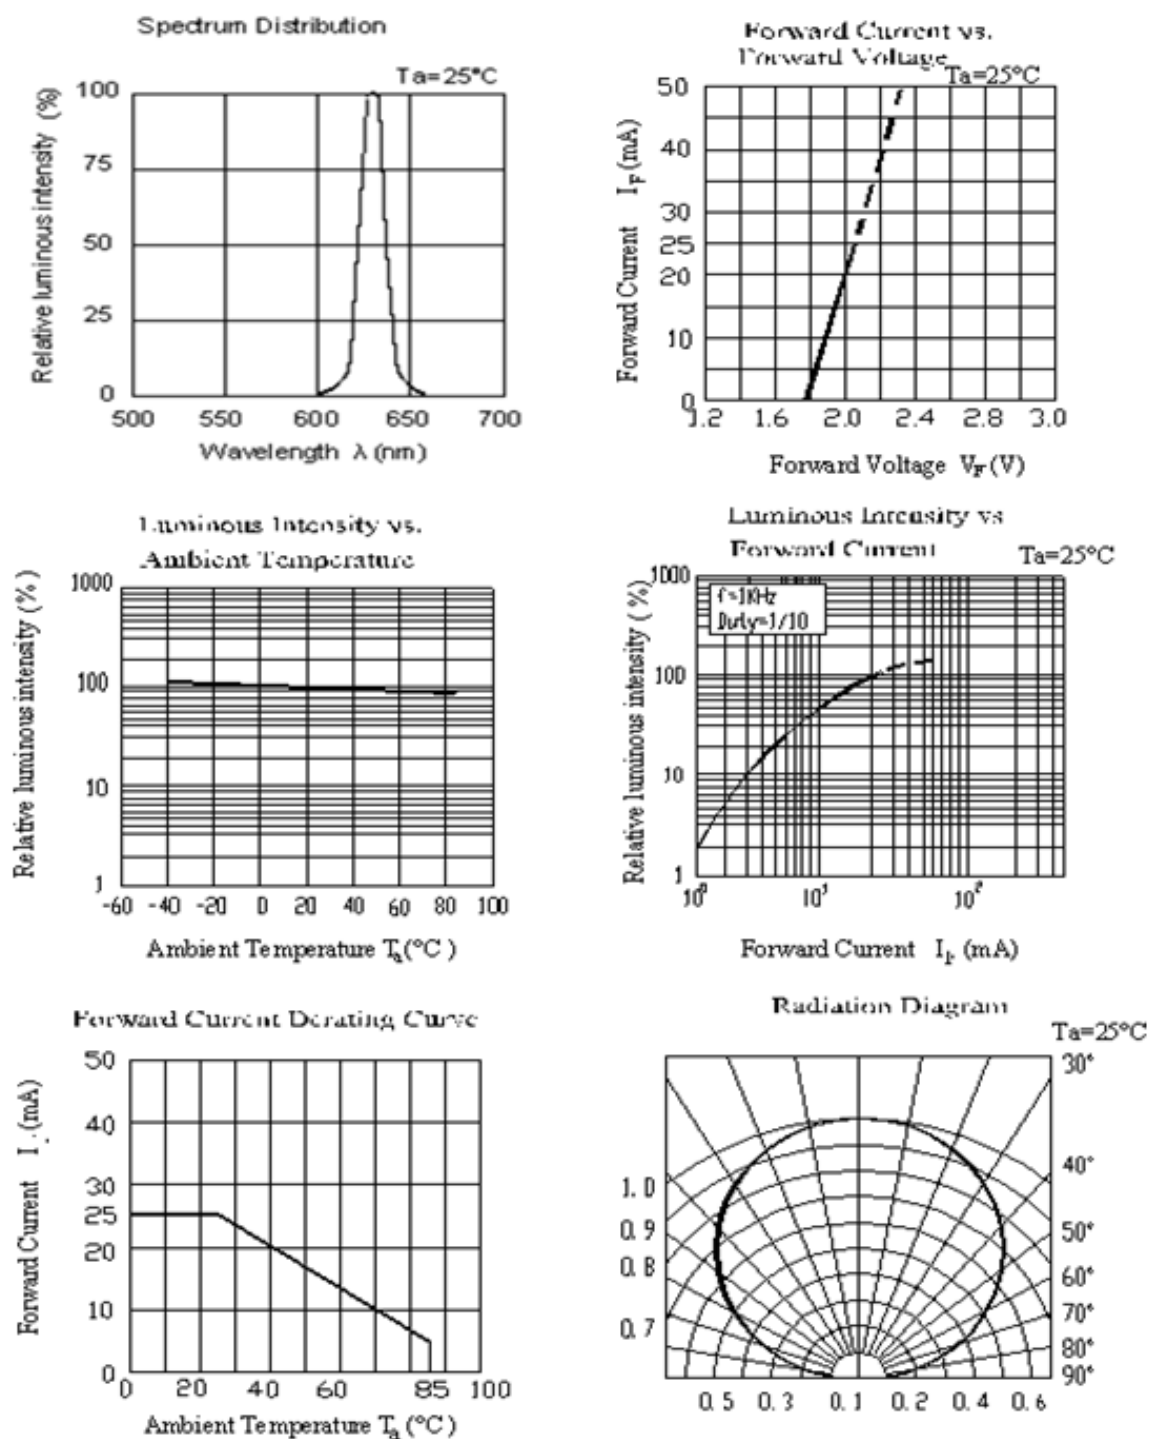 Spectrum Distribution
Ta=25°C
Relative luminous intensity (%)
100
75
50
25
0
500 550 600 650 700
Wavelength λ (nm)
Forward Current vs.
Forward Voltage
Ta=25°C
Forward Current I_F (mA)
50
40
30
25
20
10
0
1.2 1.6 2.0 2.4 2.8 3.0
Forward Voltage V_F (V)
Luminous Intensity vs.
Ambient Temperature
Relative luminous intensity (%)
1000
100
10
1
-60 -40 -20 0 20 40 60 80 100
Ambient Temperature T_a (°C)
Luminous Intensity vs
Forward Current
Ta=25°C
f=1KHz
Duty=1/10
Relative luminous intensity (%)
1000
100
10
1
10⁰ 10¹ 10²
Forward Current I_F (mA)
Forward Current Derating Curve
Forward Current I (mA)
50
40
30
25
20
10
0
0 20 40 60 85 100
Ambient Temperature T_a (°C)
Radiation Diagram
Ta=25°C
30°
40°
50°
60°
70°
80°
90°
1.0
0.9
0.8
0.7
0.5 0.3 0.1 0.2 0.4 0.6